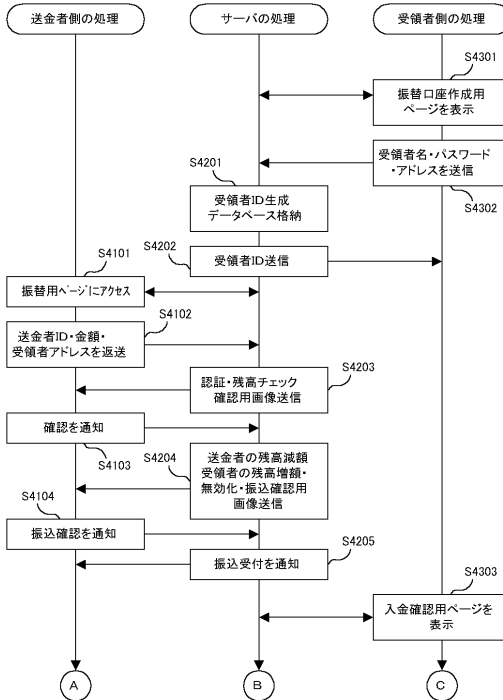 送金者側の処理
サーバの処理
受領者側の処理
S4301
振替口座作成用
ページを表示
受領者名・パスワード
・アドレスを送信
S4302
S4201
受領者ID生成
データベース格納
S4202
受領者ID送信
S4101
振替用ページにアクセス
S4102
送金者ID・金額・
受領者アドレスを返送
S4203
認証・残高チェック
確認用画像送信
確認を通知
S4103
S4204
送金者の残高減額
受領者の残高増額・
無効化・振込確認用
画像送信
S4104
振込確認を通知
S4205
振込受付を通知
S4303
入金確認用ページを
表示
A
B
C